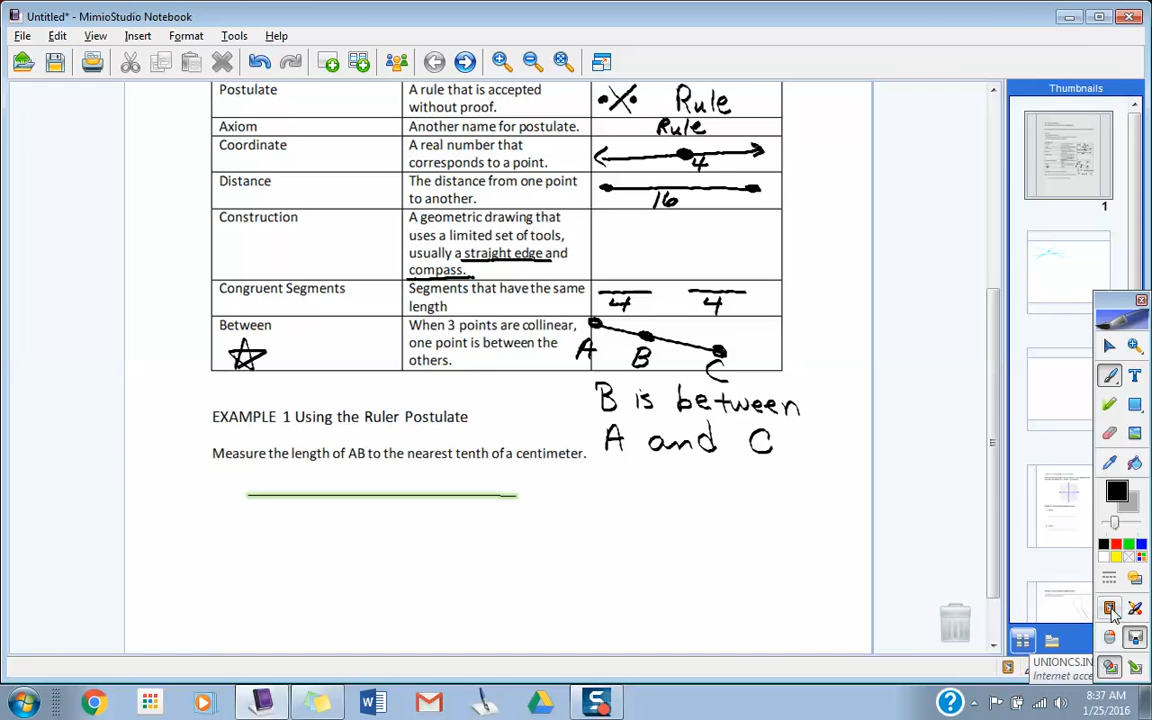 Untitled* - MimioStudio Notebook
File Edit View Insert Format Tools Help
Thumbnails
Postulate
A rule that is accepted
without proof.
Rule
Axiom
Another name for postulate.
Rule
Coordinate
A real number that
corresponds to a point.
4
Distance
The distance from one point
to another.
16
Construction
A geometric drawing that
uses a limited set of tools,
usually a straight edge and
compass.
Congruent Segments
Segments that have the same
length
4 4
Between
When 3 points are collinear,
one point is between the
others.
A B C
B is between
A and C
EXAMPLE 1 Using the Ruler Postulate
Measure the length of AB to the nearest tenth of a centimeter.
1
T
UNIONCS.IN
Internet acce
W
S
8:37 AM
1/25/2016